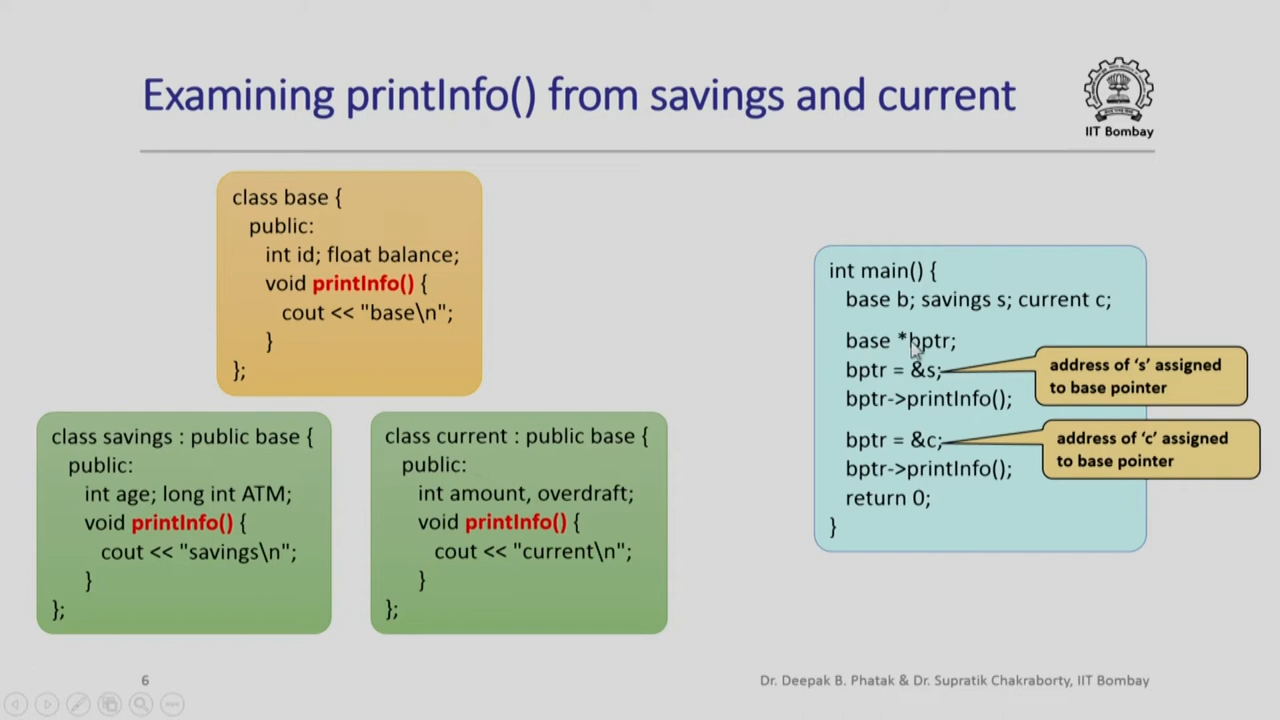 Examining printInfo() from savings and current
IIT Bombay
class base {
public:
int id; float balance;
void printInfo() {
cout << "base\n";
}
};
class savings : public base {
public:
int age; long int ATM;
void printInfo() {
cout << "savings\n";
}
};
class current : public base {
public:
int amount, overdraft;
void printInfo() {
cout << "current\n";
}
};
int main() {
base b; savings s; current c;
base *bptr;
bptr = &s;
bptr->printInfo();
bptr = &c;
bptr->printInfo();
return 0;
}
address of ‘s’ assigned
to base pointer
address of ‘c’ assigned
to base pointer
6
Dr. Deepak B. Phatak & Dr. Supratik Chakraborty, IIT Bombay